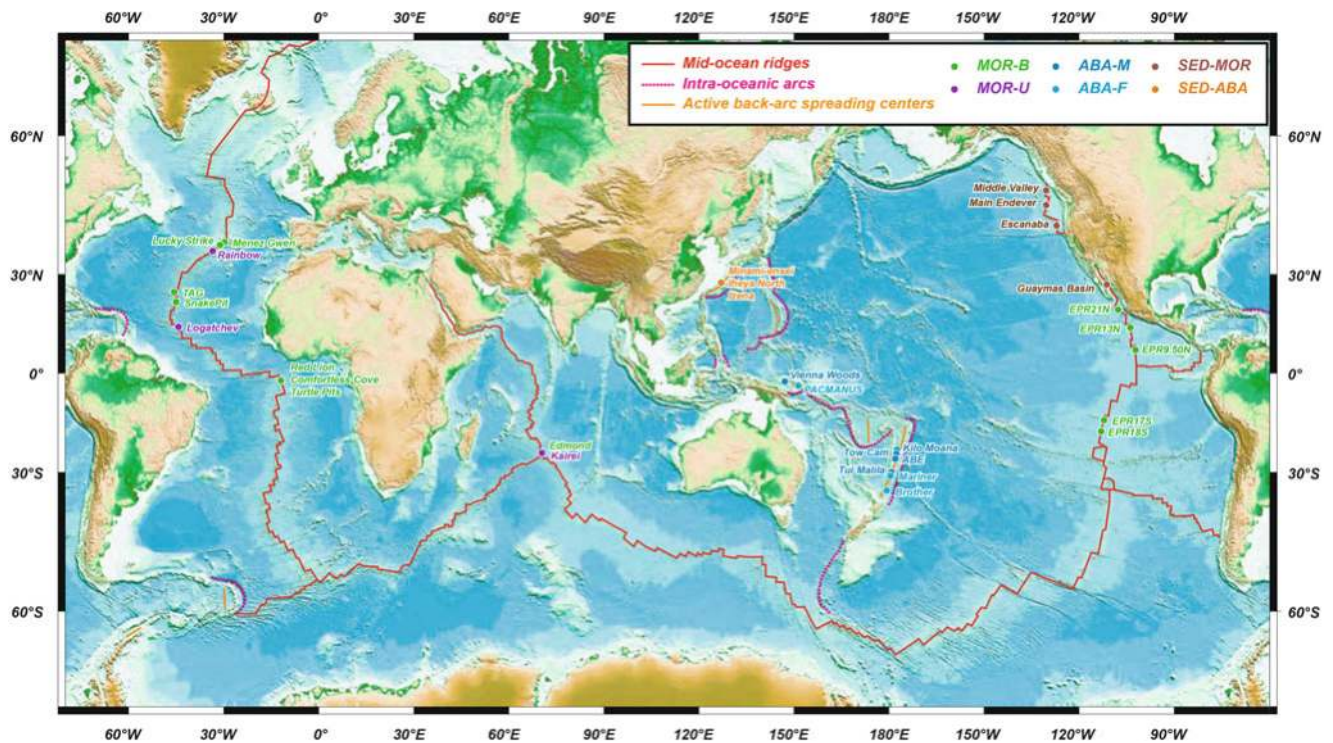 60°W 30°W 0° 30°E 60°E 90°E 120°E 150°E 180°E 150°W 120°W 90°W
Mid-ocean ridges
Intra-oceanic arcs
Active back-arc spreading centers
MOR-B
MOR-U
ABA-M
ABA-F
SED-MOR
SED-ABA
60°N
60°N
Middle Valley
Main Endever
Escanaba
Lucky Strike
Menez Gwen
Rainbow
30°N
30°N
Minami-ensei
Iheya North
Izena
Guaymas Basin
TAG
SnakePit
EPR21N
Logatchev
EPR13N
EPR9 50N
Red Lion
Comfortless Cove
Turtle Pits
0°
0°
Vienna Woods
PACMANUS
EPR17S
EPR18S
Edmond
Kairei
Kilo Moana
Tow Cam
ABE
Tui Malila
Mariner
Brother
30°S
30°S
60°S
60°S
60°W 30°W 0° 30°E 60°E 90°E 120°E 150°E 180°E 150°W 120°W 90°W